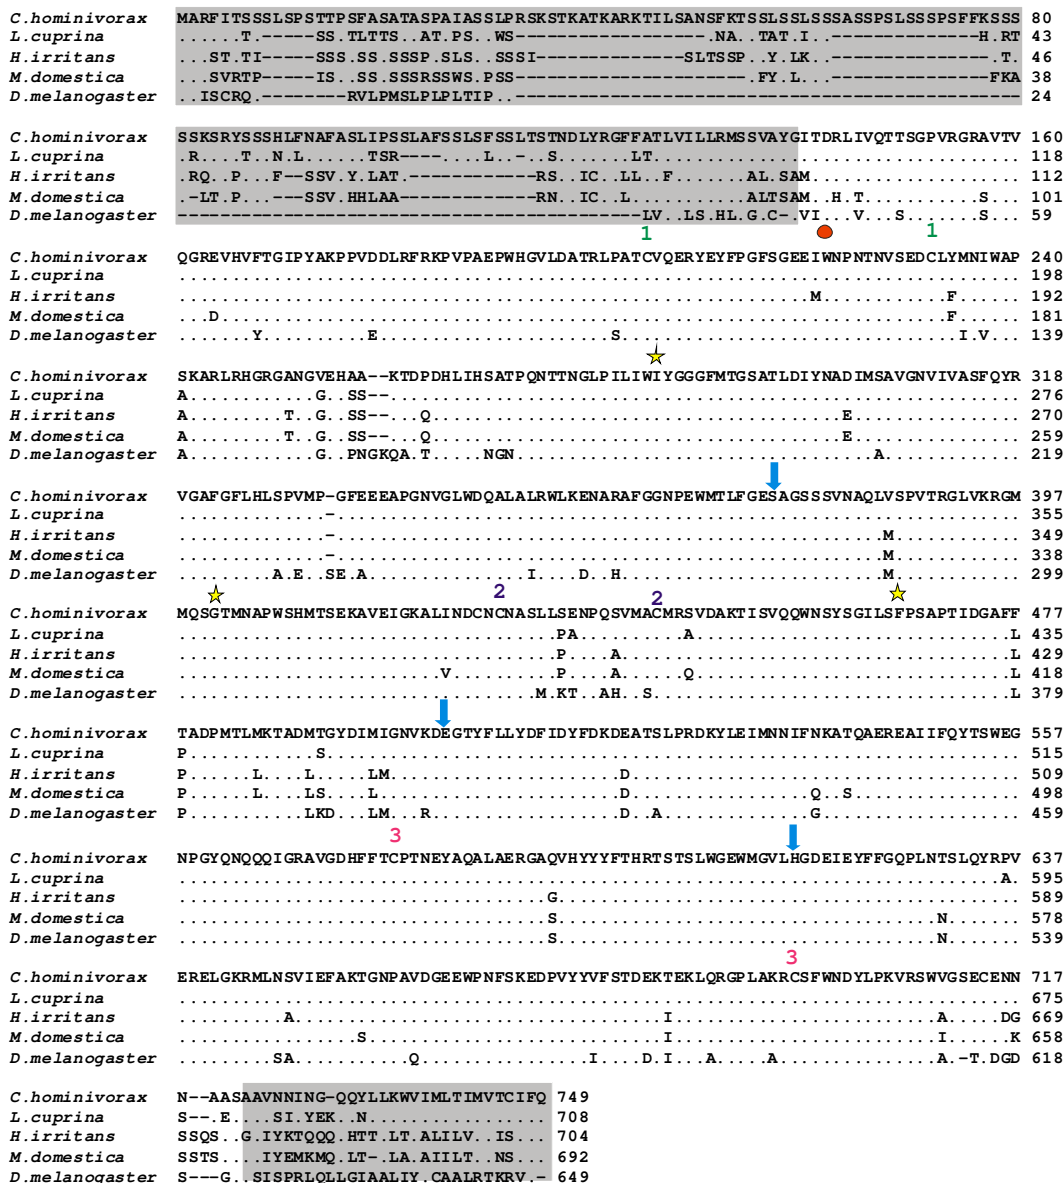 C.hominivorax MARFITSSSLSPSTTPSFASATASPAIASSLPRSKSTKATKARKTILSANSFKTSSLSSLSSSASSPSLSSSPSFFKSSS 80
L.cuprina ......T.-----SS.TLTTS..AT.PS..WS-------------------.NA..TAT.I..--------------H.RT 43
H.irritans ...ST.TI-----SSS.SS.SSSP.SLS..SSSI--------------SLTSSP..Y.LK.---------------..T. 46
M.domestica ...SVRTP-----IS..SS.SSSRSSWS.PSS----------------------.FY.L.---------------...FKA 38
D.melanogaster ..ISCRQ.--------RVLPMSLPLPLTIP..------------------------------------------------ 24
C.hominivorax SSKSRYSSSHLFNAFASLIPSSLAFSSLSFSSLTSTNDLYRGFFATLVILLRMSSVAYGITDRLIVQTTSGPVRGRAVTV 160
L.cuprina .R....T..N.L......TSR----....L..--..S.......LT.................................. 118
H.irritans .RQ..P...F--SSV.Y.LAT.----------RS...IC..LL..F.......AL.SAM..................... 112
M.domestica .-LT.P...---SSV.HHLAA-----------RN...IC..L...........ALTSAM..H.T...........S.... 101
D.melanogaster --------------------------------------------LV..LS.HL.G.C-.VI...V...S.......S... 59
1 1
C.hominivorax QGREVHVFTGIPYAKPPVDDLRFRKPVPAEPWHGVLDATRLPATCVQERYEYFPGFSGEEIWNPNTNVSEDCLYMNIWAP 240
L.cuprina ................................................................................ 198
H.irritans .............................................................M............F...... 192
M.domestica ...D.....................................................................F...... 181
D.melanogaster .......Y..........E......................S................................I.V... 139
C.hominivorax SKARLRHGRGANGVEHAA--KTDPDHLIHSATPQNTTNGLPILIWIYGGGFMTGSATLDIYNADIMSAVGNVIVASFQYR 318
L.cuprina A............G..SS--............................................................ 276
H.irritans A.........T..G..SS--...Q.......................................E................ 270
M.domestica A.........T..G..SS--...Q.......................................E................ 259
D.melanogaster A............G..PNGKQA.T.....NGN..................................A............. 219
C.hominivorax VGAFGFLHLSPVMP-GFEEEAPGNVGLWDQALALRWLKENARAFGGNPEWMTLFGESAGSSSVNAQLVSPVTRGLVKRGM 397
L.cuprina ..............-................................................................. 355
H.irritans ..............-....................................................M............ 349
M.domestica ..............-....................................................M............ 338
D.melanogaster .........A.E..SE.A...............I....D..H.........................M............ 299
2 2
C.hominivorax MQSGTMNAPWSHMTSEKAVEIGKALINDCNCNASLLSENPQSVMACMRSVDAKTISVQQWNSYSGILSFPSAPTIDGAFF 477
L.cuprina ....................................PA..........A..............................L 435
H.irritans ....................................P....A.....................................L 429
M.domestica .........................V..........P....A......Q..............................L 418
D.melanogaster ..................................M.KT..AH..S..................................L 379
C.hominivorax TADPMTLMKTADMTGYDIMIGNVKDEGTYFLLYDFIDYFDKDEATSLPRDKYLEIMNNIFNKATQAEREAIIFQYTSWEG 557
L.cuprina P............S.................................................................. 515
H.irritans P......L....L.....LM.....................D...................................... 509
M.domestica P......L....LS....L......................D.................Q..S................ 498
D.melanogaster P...........LKD...LM...R.................D..A..............G................... 459
3
C.hominivorax NPGYQNQQQIGRAVGDHFFTCPTNEYAQALAERGAQVHYYYFTHRTSTSLWGEWMGVLHGDEIEYFFGQPLNTSLQYRPV 637
L.cuprina ..............................................................................A. 595
H.irritans ...................................G............................................ 589
M.domestica ...................................S....................................N....... 578
D.melanogaster ...................................S....................................N....... 539
3
C.hominivorax ERELGKRMLNSVIEFAKTGNPAVDGEEWPNFSKEDPVYYVFSTDEKTEKLQRGPLAKRCSFWNDYLPKVRSWVGSECENN 717
L.cuprina ................................................................................ 675
H.irritans ..........A...................................I.........................A.....DG 669
M.domestica .................S............................I.........................I......K 658
D.melanogaster .........SA...........Q................I....D.I...A.....A...............A.-T.DGD 618
C.hominivorax N--AASAAVNNING-QQYLLKWVIMLTIMVTCIFQ 749
L.cuprina S--.E....SI.YEK..N................. 708
H.irritans SSQS..G.IYKTQQQ.HTT.LT.ALILV..IS... 704
M.domestica SSTS....IYEMKMQ.LT-.LA.AIILT..NS... 692
D.melanogaster S---G..SISPRLQLLGIAALIY.CAALRTKRV.- 649